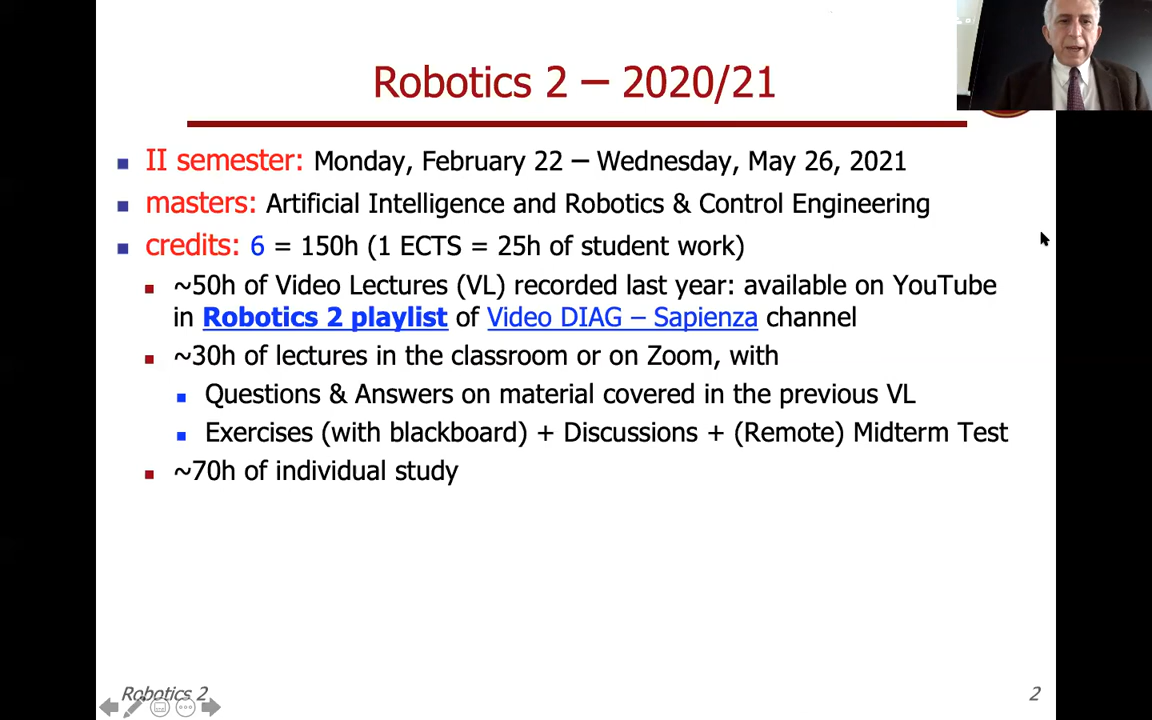 Robotics 2 – 2020/21
II semester: Monday, February 22 – Wednesday, May 26, 2021
masters: Artificial Intelligence and Robotics & Control Engineering
credits: 6 = 150h (1 ECTS = 25h of student work)
~50h of Video Lectures (VL) recorded last year: available on YouTube
in Robotics 2 playlist of Video DIAG – Sapienza channel
~30h of lectures in the classroom or on Zoom, with
Questions & Answers on material covered in the previous VL
Exercises (with blackboard) + Discussions + (Remote) Midterm Test
~70h of individual study
Robotics 2
2